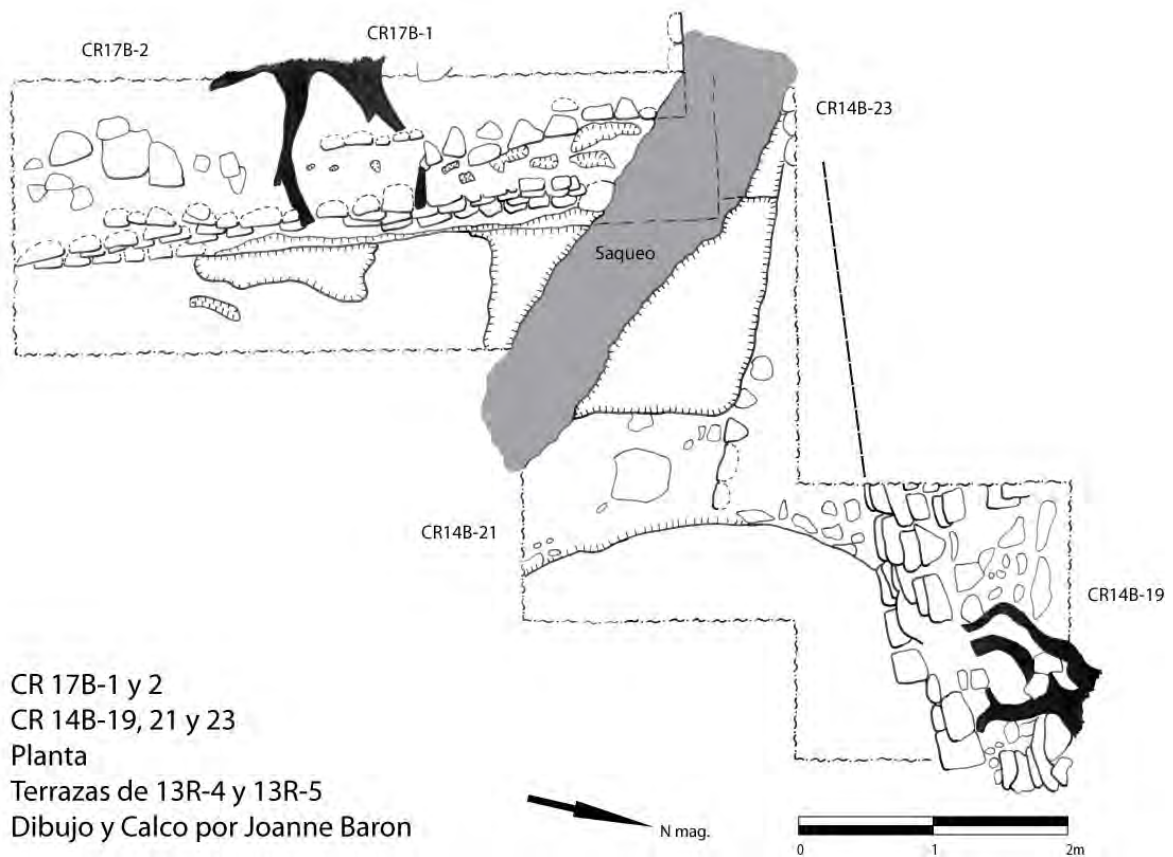 CR17B-2
CR17B-1
CR14B-23
Saqueo
CR14B-21
CR14B-19
CR 17B-1 y 2
CR 14B-19, 21 y 23
Planta
Terrazas de 13R-4 y 13R-5
Dibujo y Calco por Joanne Baron
N mag.
0 1 2m